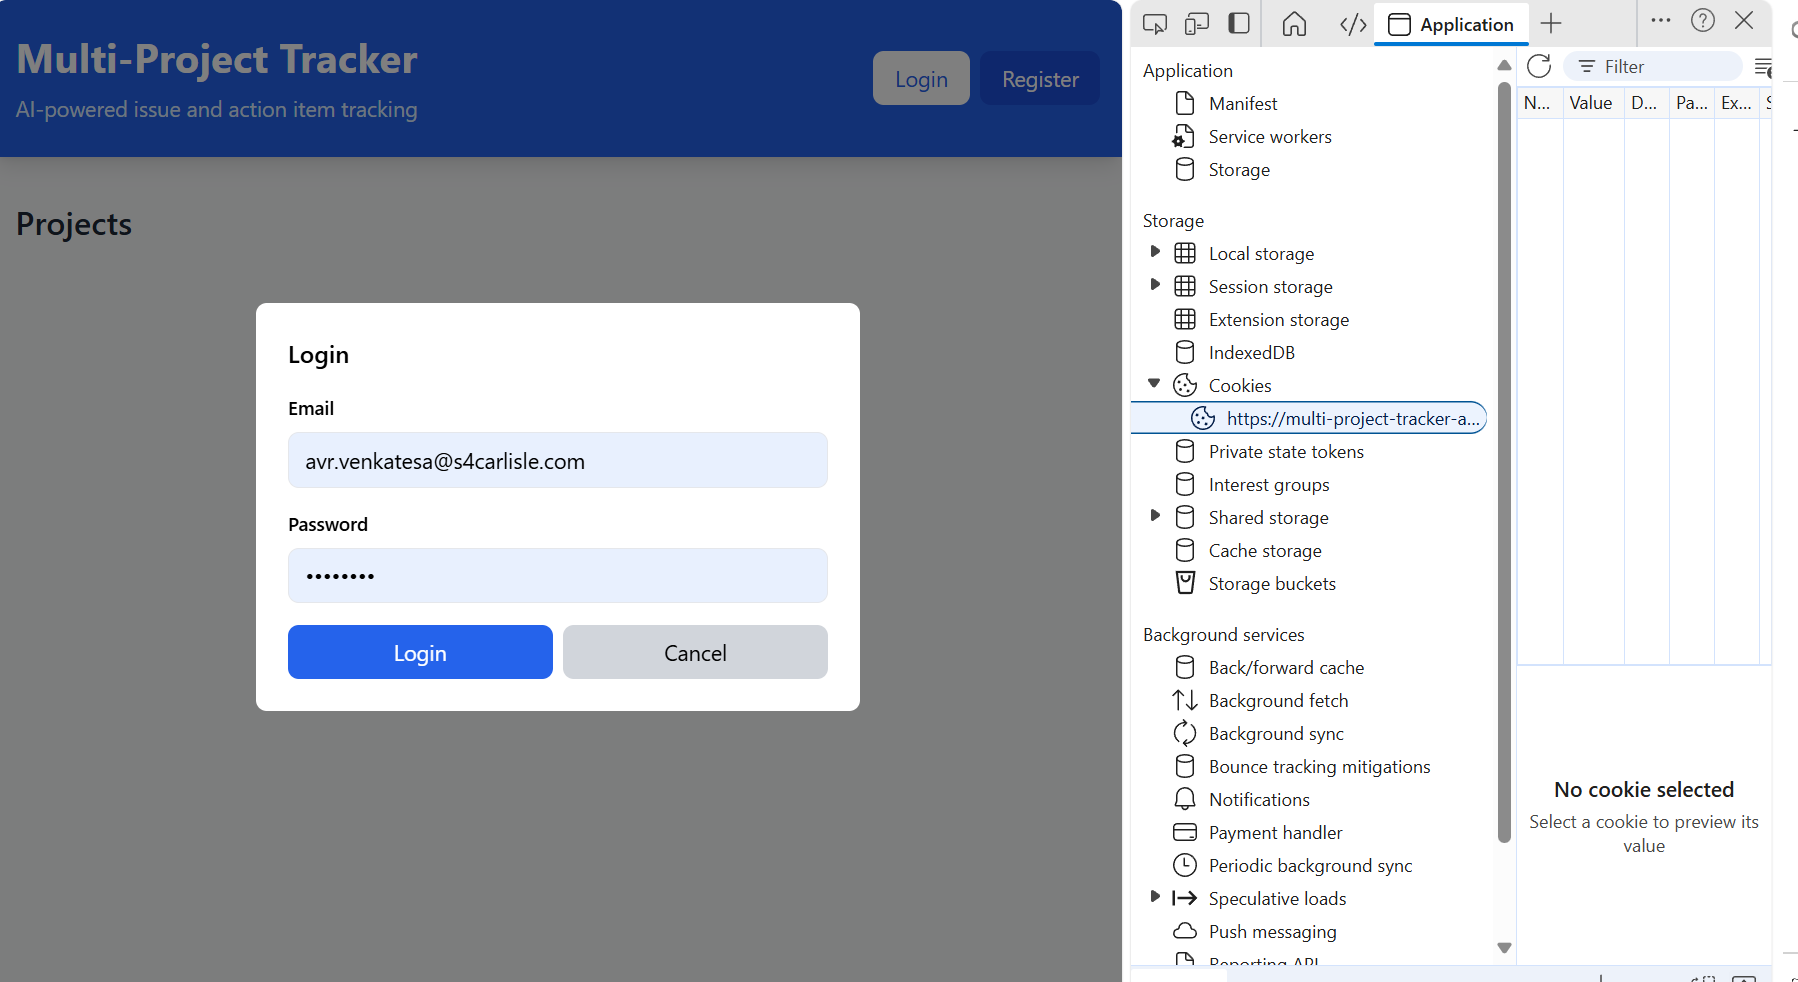 Multi-Project Tracker
AI-powered issue and action item tracking
Login
Register
Projects
Login
Email
avr.venkatesa@s4carlisle.com
Password
••••••••
Login
Cancel
Application
Application
Manifest
Service workers
Storage
Storage
Local storage
Session storage
Extension storage
IndexedDB
Cookies
https://multi-project-tracker-a...
Private state tokens
Interest groups
Shared storage
Cache storage
Storage buckets
Background services
Back/forward cache
Background fetch
Background sync
Bounce tracking mitigations
Notifications
Payment handler
Periodic background sync
Speculative loads
Push messaging
Reporting API
Filter
N... Value D... Pa... Ex... S
No cookie selected
Select a cookie to preview its
value